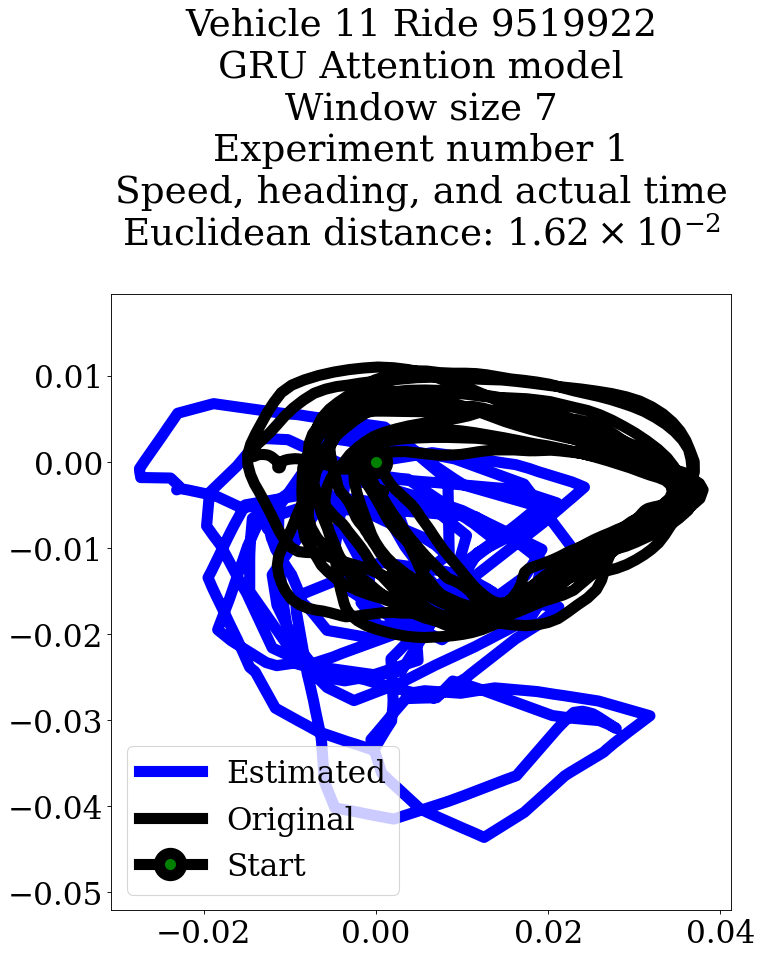 Vehicle 11 Ride 9519922
GRU Attention model
Window size 7
Experiment number 1
Speed, heading, and actual time
Euclidean distance: 1.62 × 10⁻²
0.01
0.00
−0.01
−0.02
−0.03
−0.04
−0.05
Estimated
Original
Start
−0.02 0.00 0.02 0.04